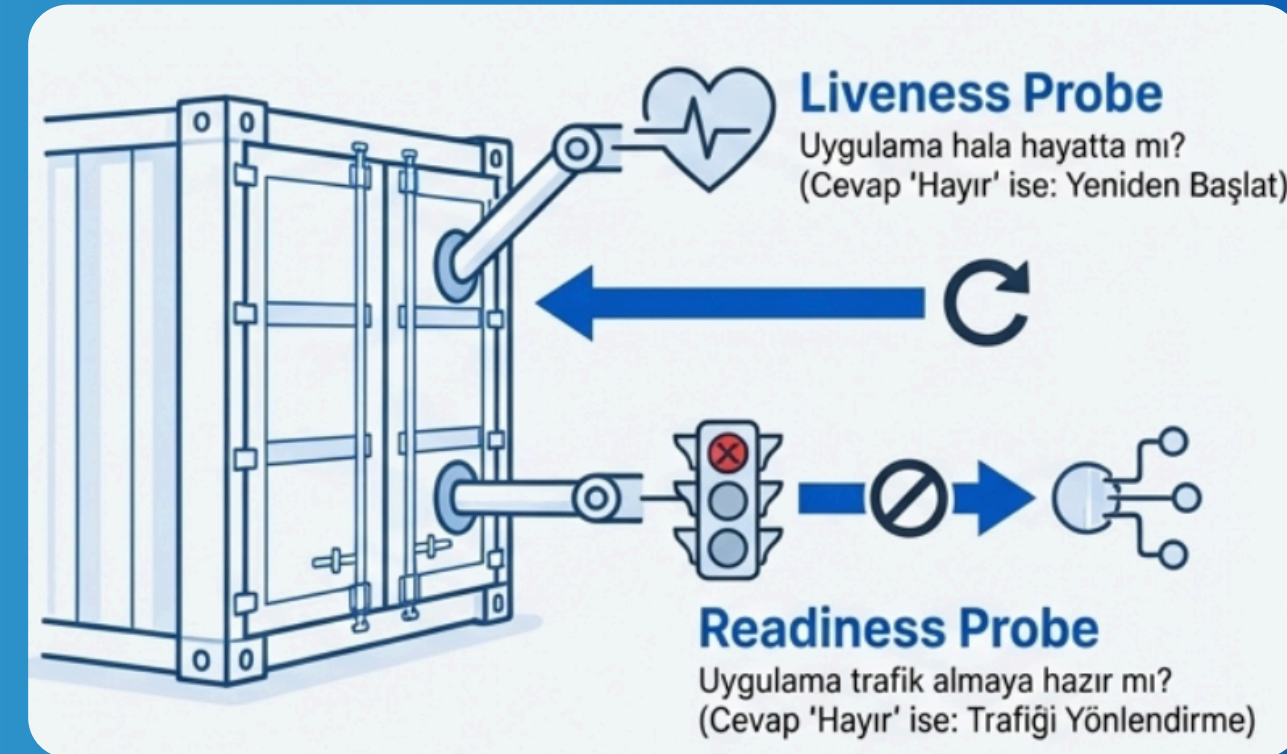 Liveness Probe
Uygulama hala hayatta mı?
(Cevap 'Hayır' ise: Yeniden Başlat)
Readiness Probe
Uygulama trafik almaya hazır mı?
(Cevap 'Hayır' ise: Trafiği Yönlendirme)